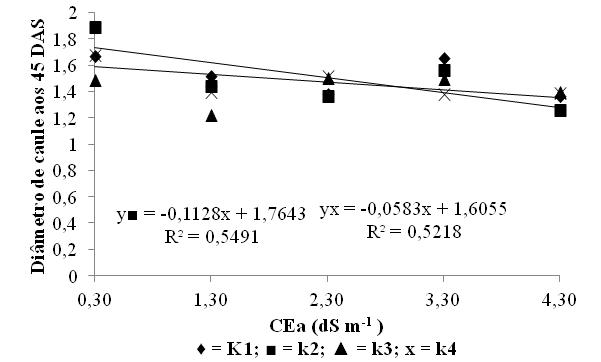 Diâmetro de caule aos 45 DAS
2
1,8
1,6
1,4
1,2
1
0,8
0,6
0,4
0,2
0
y■ = -0,1128x + 1,7643
R² = 0,5491
yx = -0,0583x + 1,6055
R² = 0,5218
0,30 1,30 2,30 3,30 4,30
CEa (dS m⁻¹ )
♦ = K1; ■ = k2; ▲ = k3; x = k4